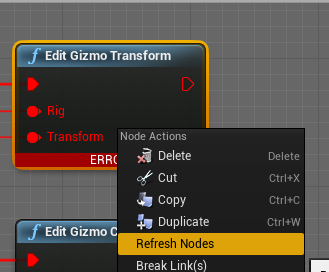 Edit Gizmo Transform
Rig
Transform
ERRO
Node Actions
Delete Delete
Cut Ctrl+X
Copy Ctrl+C
Duplicate Ctrl+W
Refresh Nodes
Edit Gizmo C
Break Link(s)